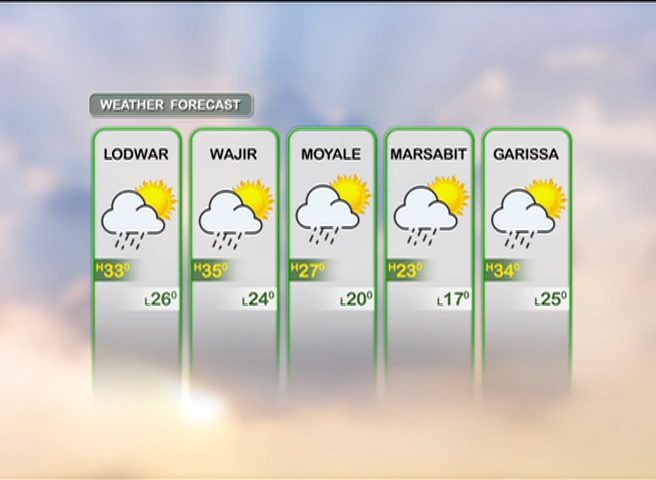 WEATHER FORECAST
LODWAR WAJIR MOYALE MARSABIT GARISSA
H33⁰ H35⁰ H27⁰ H23⁰ H34⁰
L26⁰ L24⁰ L20⁰ L17⁰ L25⁰